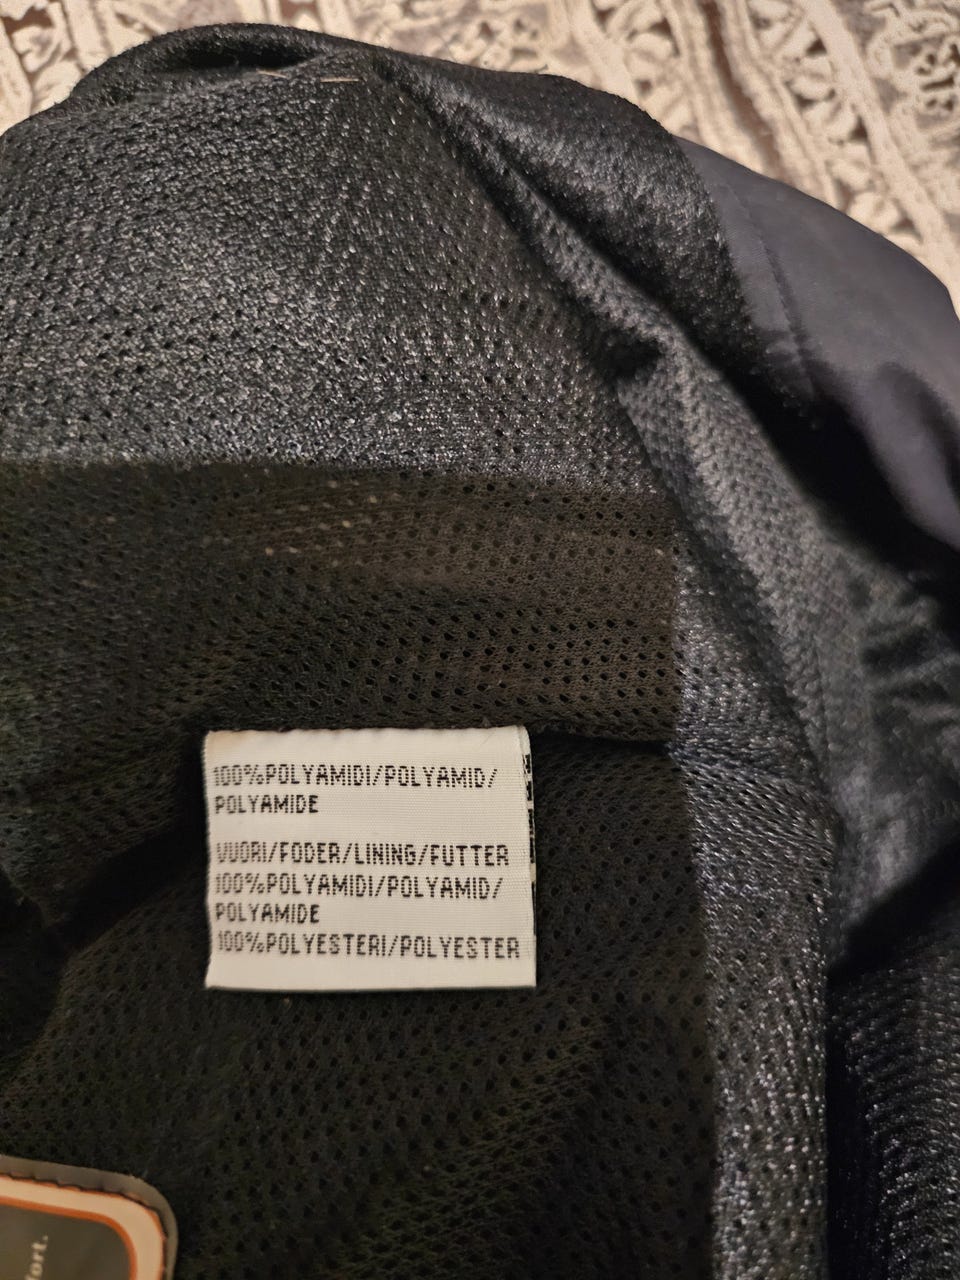 100%POLYAMIDI/POLYAMID/
POLYAMIDE
VUORI/FODER/LINING/FUTTER
100%POLYAMIDI/POLYAMID/
POLYAMIDE
100%POLYESTERI/POLYESTER